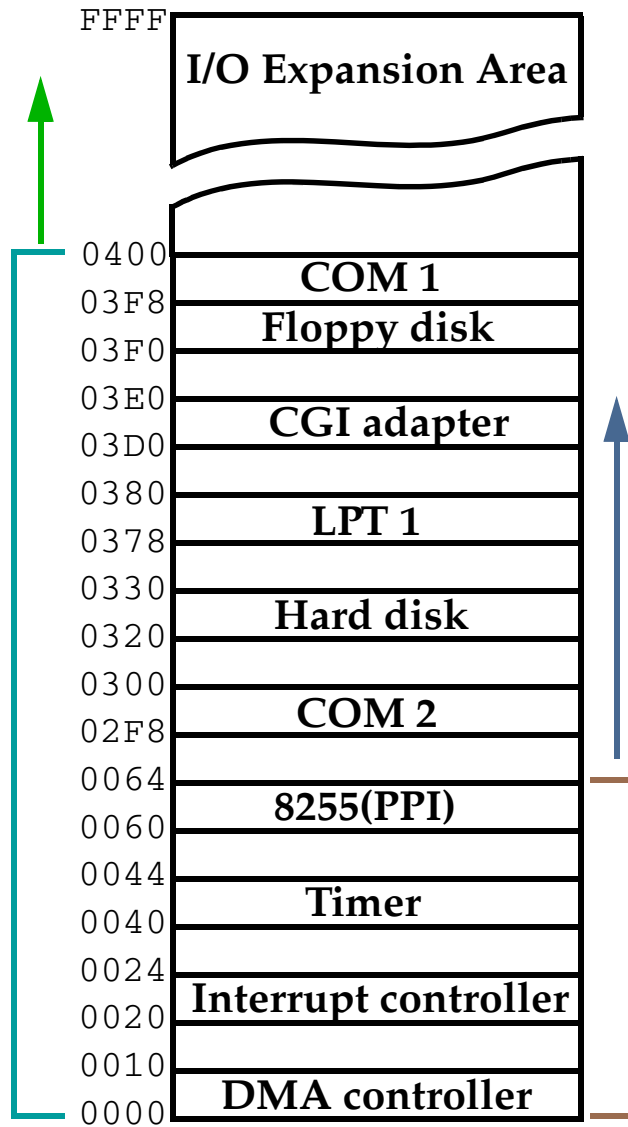 FFFF
I/O Expansion Area
0400
COM 1
03F8
Floppy disk
03F0
03E0
CGI adapter
03D0
0380
LPT 1
0378
0330
Hard disk
0320
0300
COM 2
02F8
0064
8255(PPI)
0060
0044
Timer
0040
0024
Interrupt controller
0020
0010
DMA controller
0000